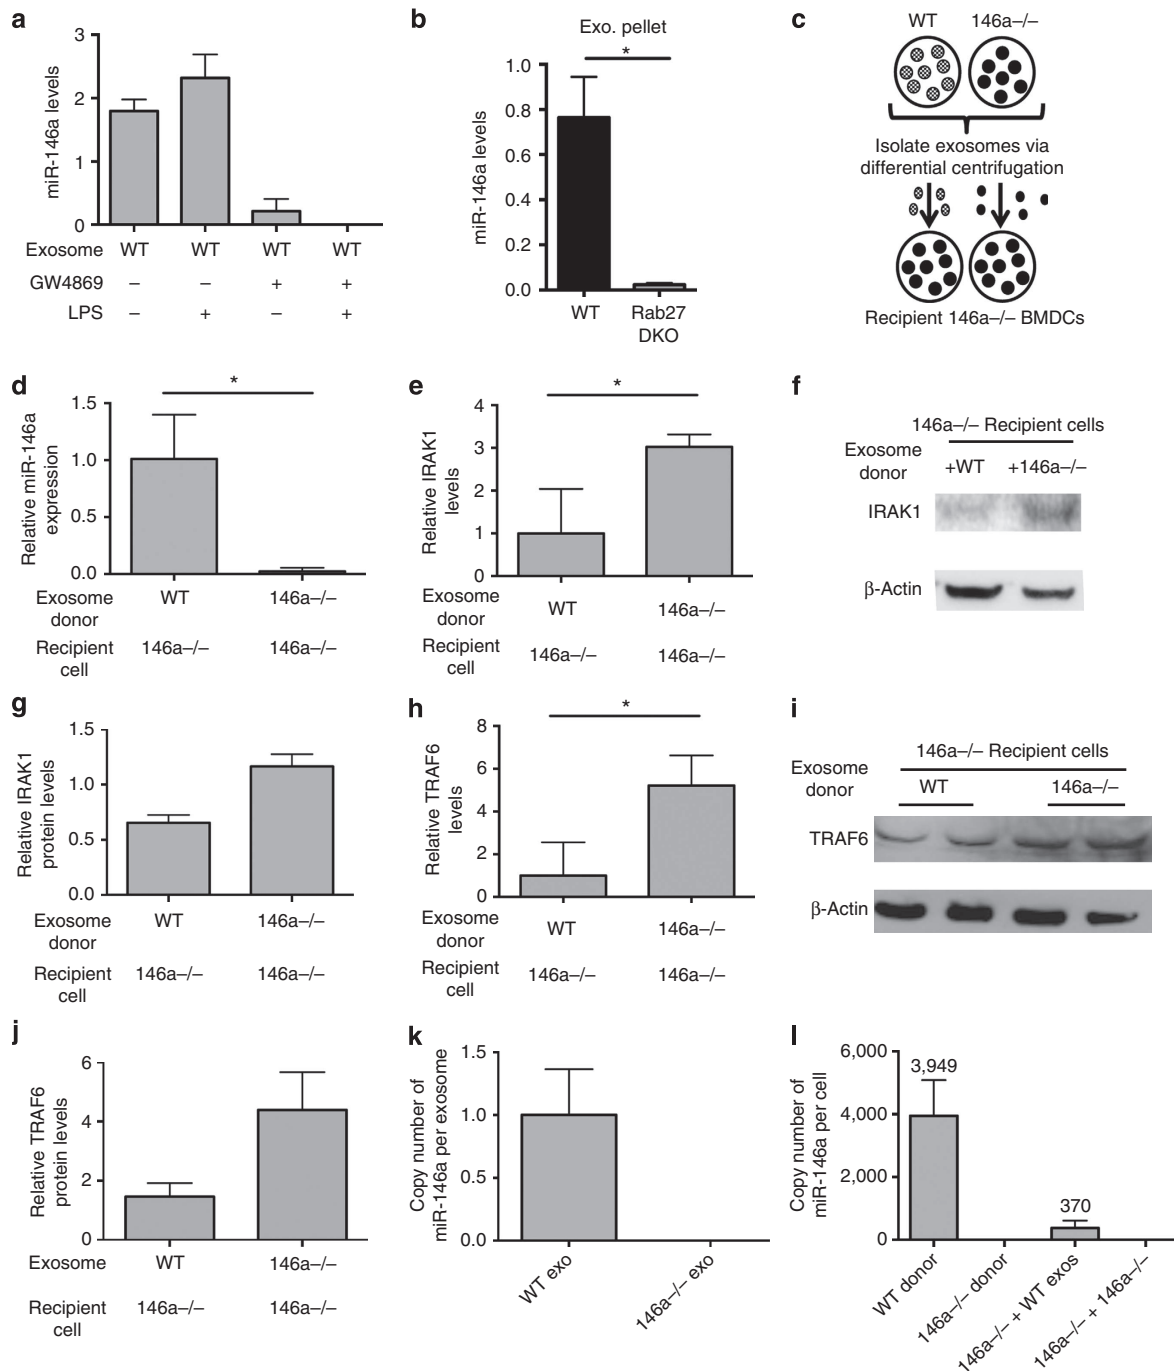 a
3
2
1
0
miR-146a levels
Exosome WT WT WT WT
GW4869 – – + +
LPS – + – +
b
Exo. pellet
*
1.0
0.8
0.6
0.4
0.2
0.0
miR-146a levels
WT Rab27
DKO
c
WT 146a–/–
Isolate exosomes via
differential centrifugation
Recipient 146a–/– BMDCs
d
*
1.5
1.0
0.5
0.0
Relative miR-146a
expression
Exosome
donor
WT 146a–/–
Recipient
cell
146a–/– 146a–/–
e
*
4
3
2
1
0
Relative IRAK1
levels
Exosome
donor
WT 146a–/–
Recipient
cell
146a–/– 146a–/–
f
146a–/– Recipient cells
Exosome
donor
+WT +146a–/–
IRAK1
β-Actin
g
1.5
1.0
0.5
0.0
Relative IRAK1
protein levels
Exosome
donor
WT 146a–/–
Recipient
cell
146a–/– 146a–/–
h
*
8
6
4
2
0
Relative TRAF6
levels
Exosome
donor
WT 146a–/–
Recipient
cell
146a–/– 146a–/–
i
146a–/– Recipient cells
Exosome
donor
WT 146a–/–
TRAF6
β-Actin
j
6
4
2
0
Relative TRAF6
protein levels
Exosome WT 146a–/–
Recipient
cell
146a–/– 146a–/–
k
1.5
1.0
0.5
0.0
Copy number of
miR-146a per exosome
WT exo
146a–/– exo
l
6,000
4,000
2,000
0
Copy number of
miR-146a per cell
3,949
370
WT donor
146a–/– donor
146a–/– + WT exos
146a–/– + 146a–/–